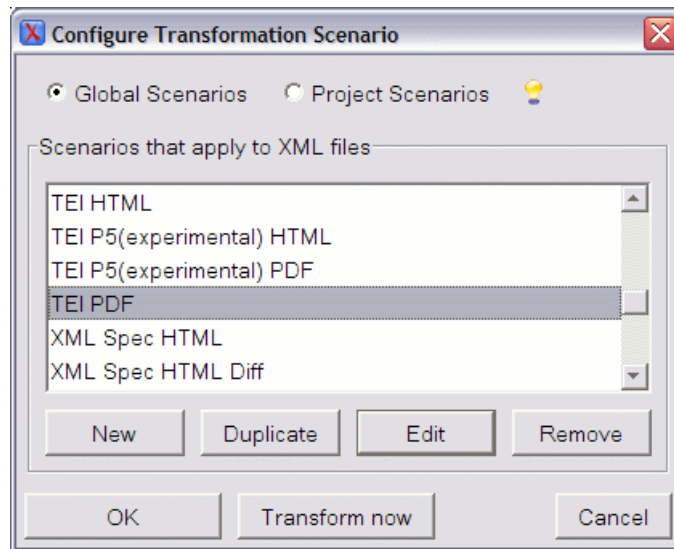 Configure Transformation Scenario
Global Scenarios Project Scenarios
Scenarios that apply to XML files
TEI HTML
TEI P5(experimental) HTML
TEI P5(experimental) PDF
TEI PDF
XML Spec HTML
XML Spec HTML Diff
New Duplicate Edit Remove
OK Transform now Cancel